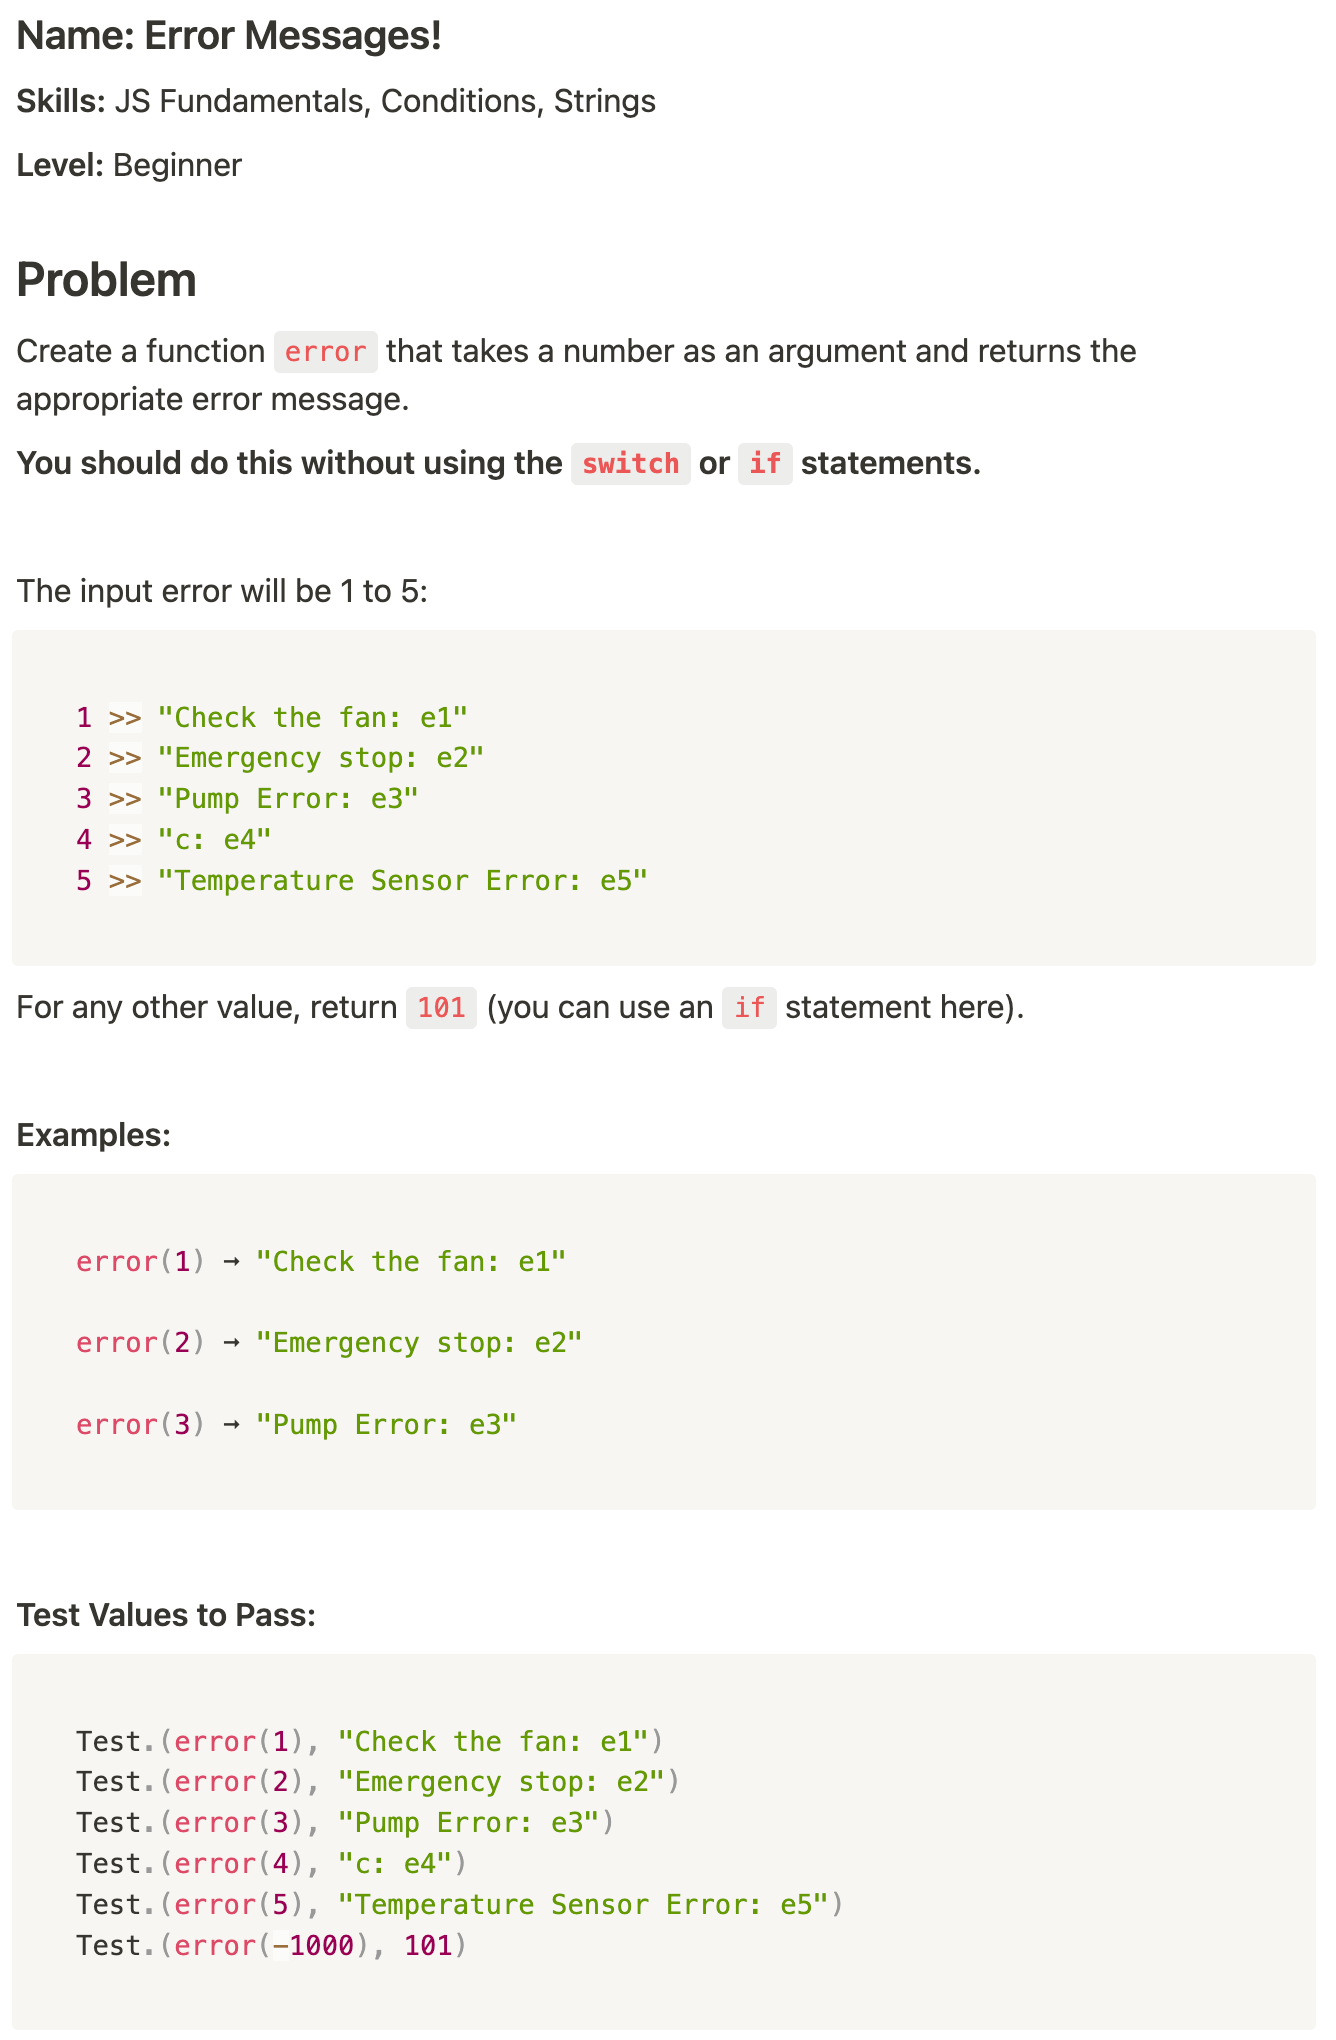 Name: Error Messages!
Skills: JS Fundamentals, Conditions, Strings
Level: Beginner
Problem
Create a function error that takes a number as an argument and returns the
appropriate error message.
You should do this without using the switch or if statements.
The input error will be 1 to 5:
1 >> "Check the fan: e1"
2 >> "Emergency stop: e2"
3 >> "Pump Error: e3"
4 >> "c: e4"
5 >> "Temperature Sensor Error: e5"
For any other value, return 101 (you can use an if statement here).
Examples:
error(1) → "Check the fan: e1"
error(2) → "Emergency stop: e2"
error(3) → "Pump Error: e3"
Test Values to Pass:
Test.(error(1), "Check the fan: e1")
Test.(error(2), "Emergency stop: e2")
Test.(error(3), "Pump Error: e3")
Test.(error(4), "c: e4")
Test.(error(5), "Temperature Sensor Error: e5")
Test.(error(-1000), 101)